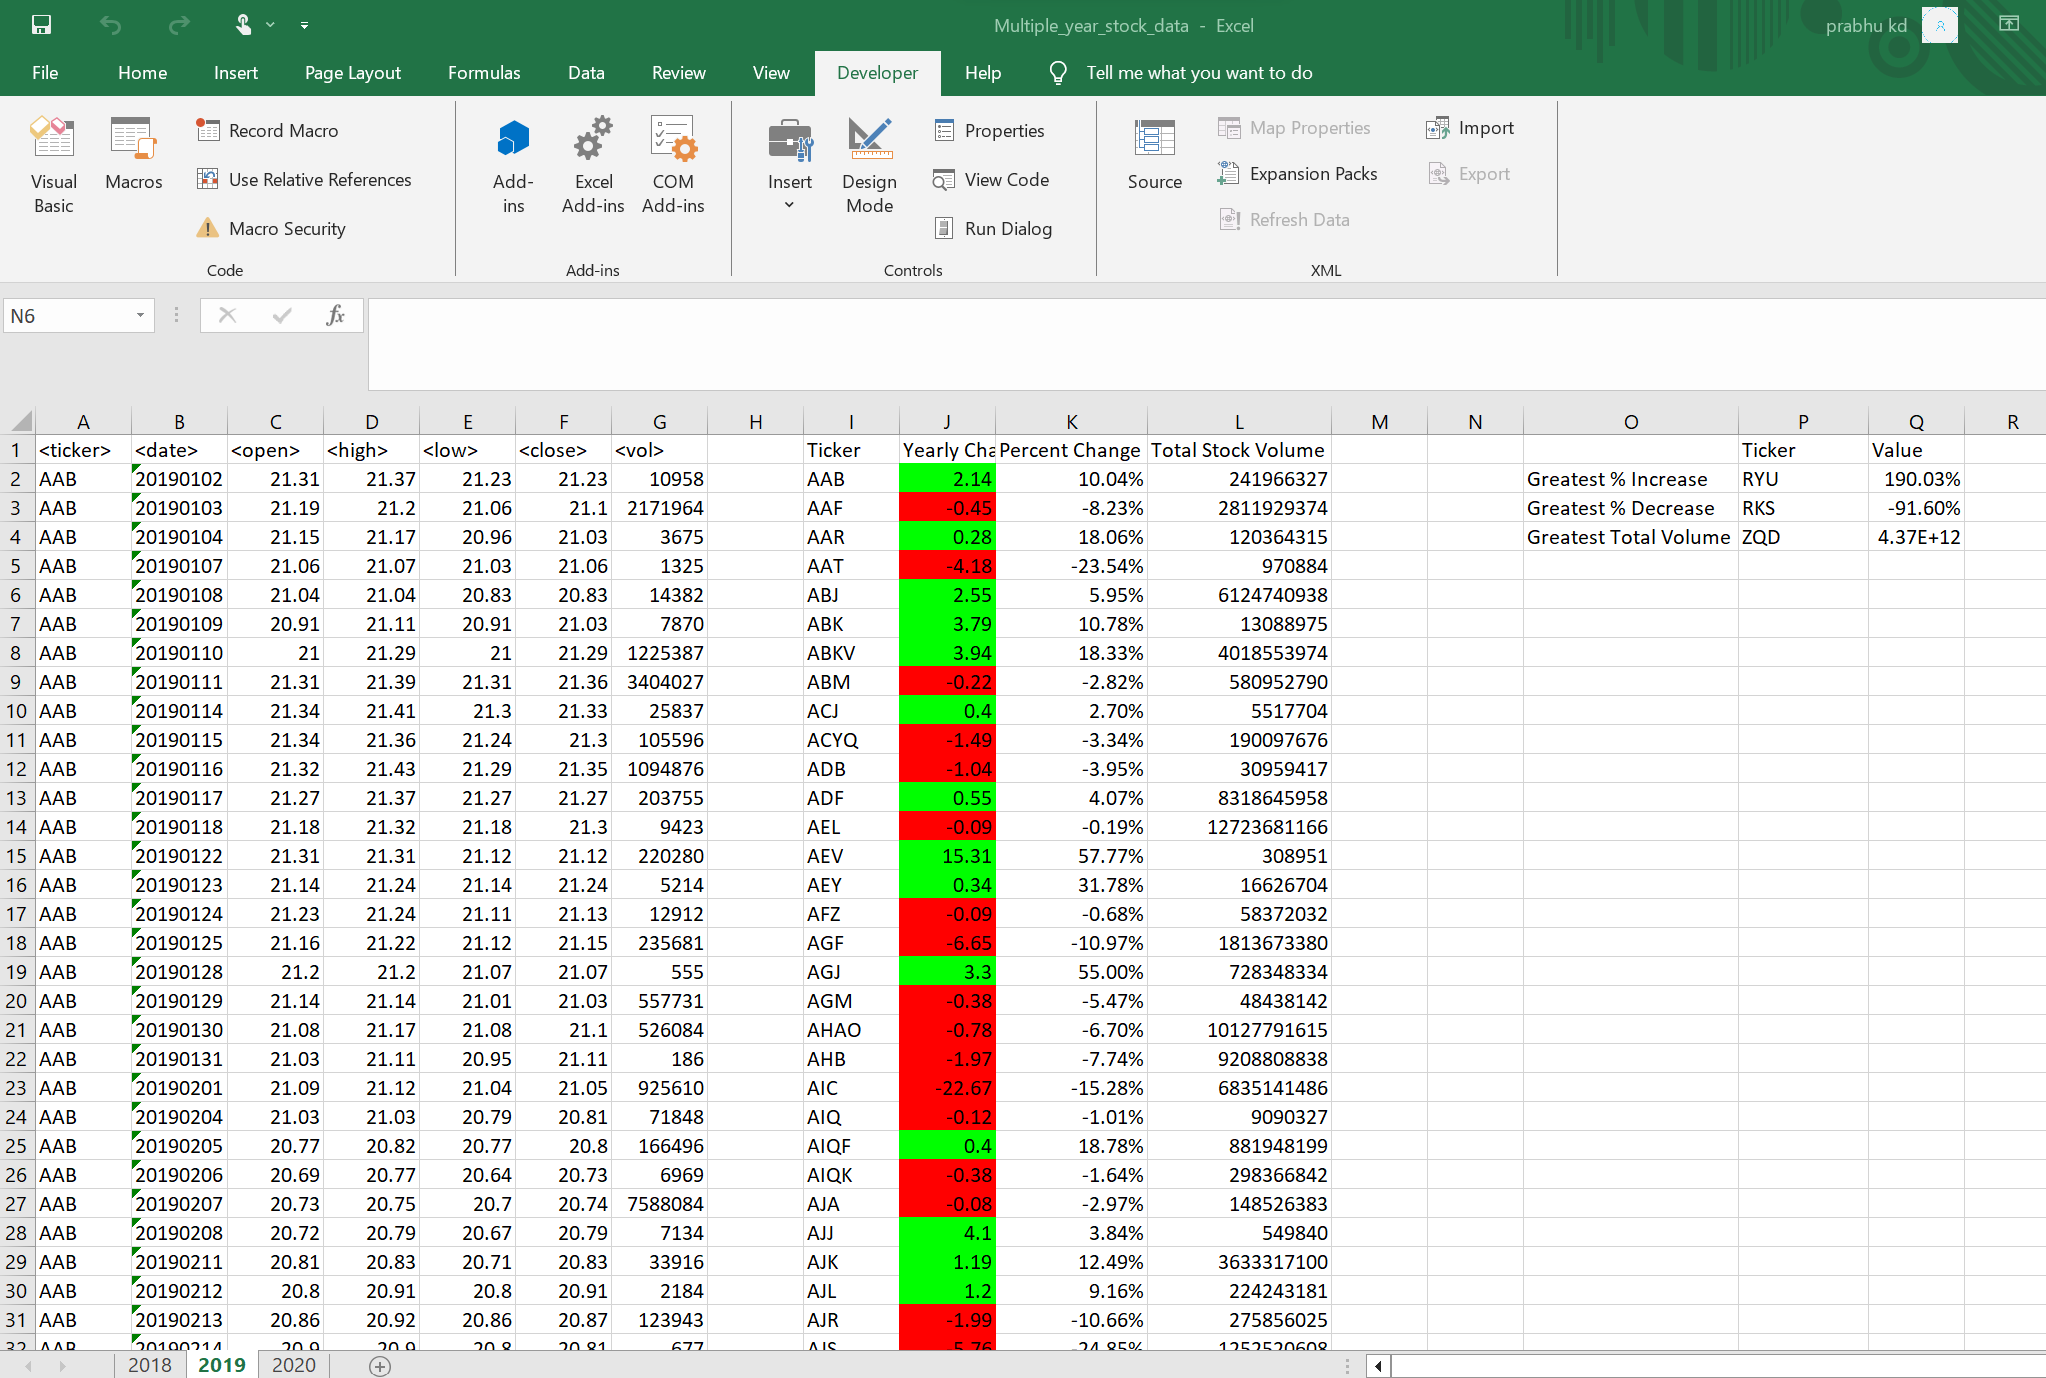 Multiple_year_stock_data - Excel
prabhu kd
File Home Insert Page Layout Formulas Data Review View Developer Help Tell me what you want to do
Visual Basic
Macros
Record Macro
Use Relative References
Macro Security
Code
Add-ins
Excel Add-ins
COM Add-ins
Add-ins
Insert
Design Mode
Properties
View Code
Run Dialog
Controls
Source
Map Properties
Expansion Packs
Refresh Data
Import
Export
XML
N6
fx
A B C D E F G H I J K L M N O P Q R
1 <ticker> <date> <open> <high> <low> <close> <vol> Ticker Yearly Cha Percent Change Total Stock Volume Ticker Value
2 AAB 20190102 21.31 21.37 21.23 21.23 10958 AAB 2.14 10.04% 241966327 Greatest % Increase RYU 190.03%
3 AAB 20190103 21.19 21.2 21.06 21.1 2171964 AAF -0.45 -8.23% 2811929374 Greatest % Decrease RKS -91.60%
4 AAB 20190104 21.15 21.17 20.96 21.03 3675 AAR 0.28 18.06% 120364315 Greatest Total Volume ZQD 4.37E+12
5 AAB 20190107 21.06 21.07 21.03 21.06 1325 AAT -4.18 -23.54% 970884
6 AAB 20190108 21.04 21.04 20.83 20.83 14382 ABJ 2.55 5.95% 6124740938
7 AAB 20190109 20.91 21.11 20.91 21.03 7870 ABK 3.79 10.78% 13088975
8 AAB 20190110 21 21.29 21 21.29 1225387 ABKV 3.94 18.33% 4018553974
9 AAB 20190111 21.31 21.39 21.31 21.36 3404027 ABM -0.22 -2.82% 580952790
10 AAB 20190114 21.34 21.41 21.3 21.33 25837 ACJ 0.4 2.70% 5517704
11 AAB 20190115 21.34 21.36 21.24 21.3 105596 ACYQ -1.49 -3.34% 190097676
12 AAB 20190116 21.32 21.43 21.29 21.35 1094876 ADB -1.04 -3.95% 30959417
13 AAB 20190117 21.27 21.37 21.27 21.27 203755 ADF 0.55 4.07% 8318645958
14 AAB 20190118 21.18 21.32 21.18 21.3 9423 AEL -0.09 -0.19% 12723681166
15 AAB 20190122 21.31 21.31 21.12 21.12 220280 AEV 15.31 57.77% 308951
16 AAB 20190123 21.14 21.24 21.14 21.24 5214 AEY 0.34 31.78% 16626704
17 AAB 20190124 21.23 21.24 21.11 21.13 12912 AFZ -0.09 -0.68% 58372032
18 AAB 20190125 21.16 21.22 21.12 21.15 235681 AGF -6.65 -10.97% 1813673380
19 AAB 20190128 21.2 21.2 21.07 21.07 555 AGJ 3.3 55.00% 728348334
20 AAB 20190129 21.14 21.14 21.01 21.03 557731 AGM -0.38 -5.47% 48438142
21 AAB 20190130 21.08 21.17 21.08 21.1 526084 AHAO -0.78 -6.70% 10127791615
22 AAB 20190131 21.03 21.11 20.95 21.11 186 AHB -1.97 -7.74% 9208808838
23 AAB 20190201 21.09 21.12 21.04 21.05 925610 AIC -22.67 -15.28% 6835141486
24 AAB 20190204 21.03 21.03 20.79 20.81 71848 AIQ -0.12 -1.01% 9090327
25 AAB 20190205 20.77 20.82 20.77 20.8 166496 AIQF 0.4 18.78% 881948199
26 AAB 20190206 20.69 20.77 20.64 20.73 6969 AIQK -0.38 -1.64% 298366842
27 AAB 20190207 20.73 20.75 20.7 20.74 7588084 AJA -0.08 -2.97% 148526383
28 AAB 20190208 20.72 20.79 20.67 20.79 7134 AJJ 4.1 3.84% 549840
29 AAB 20190211 20.81 20.83 20.71 20.83 33916 AJK 1.19 12.49% 3633317100
30 AAB 20190212 20.8 20.91 20.8 20.91 2184 AJL 1.2 9.16% 224243181
31 AAB 20190213 20.86 20.92 20.86 20.87 123943 AJR -1.99 -10.66% 275856025
32 AAB 20190214 20.9 20.9 20.8 20.81 677 AJS -5.76 -24.85% 1252520608
2018 2019 2020